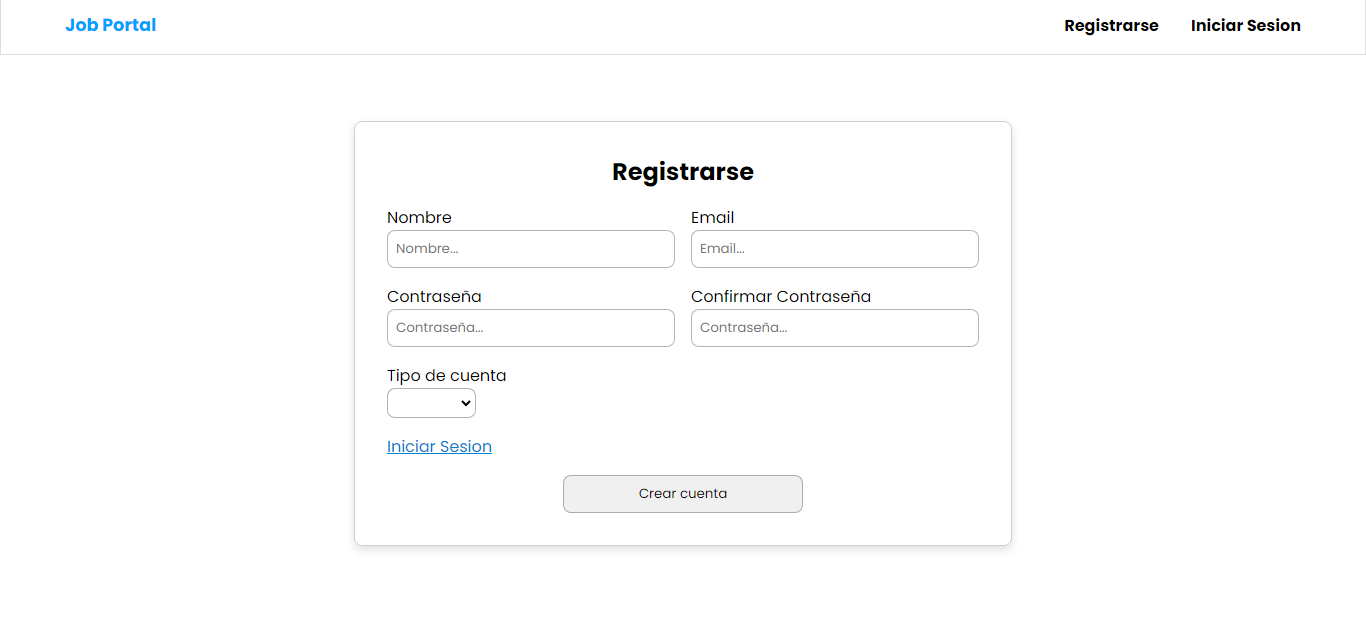 Job Portal Registrarse Iniciar Sesion
Registrarse
Nombre Email
Nombre... Email...
Contraseña Confirmar Contraseña
Contraseña... Contraseña...
Tipo de cuenta
Iniciar Sesion
Crear cuenta